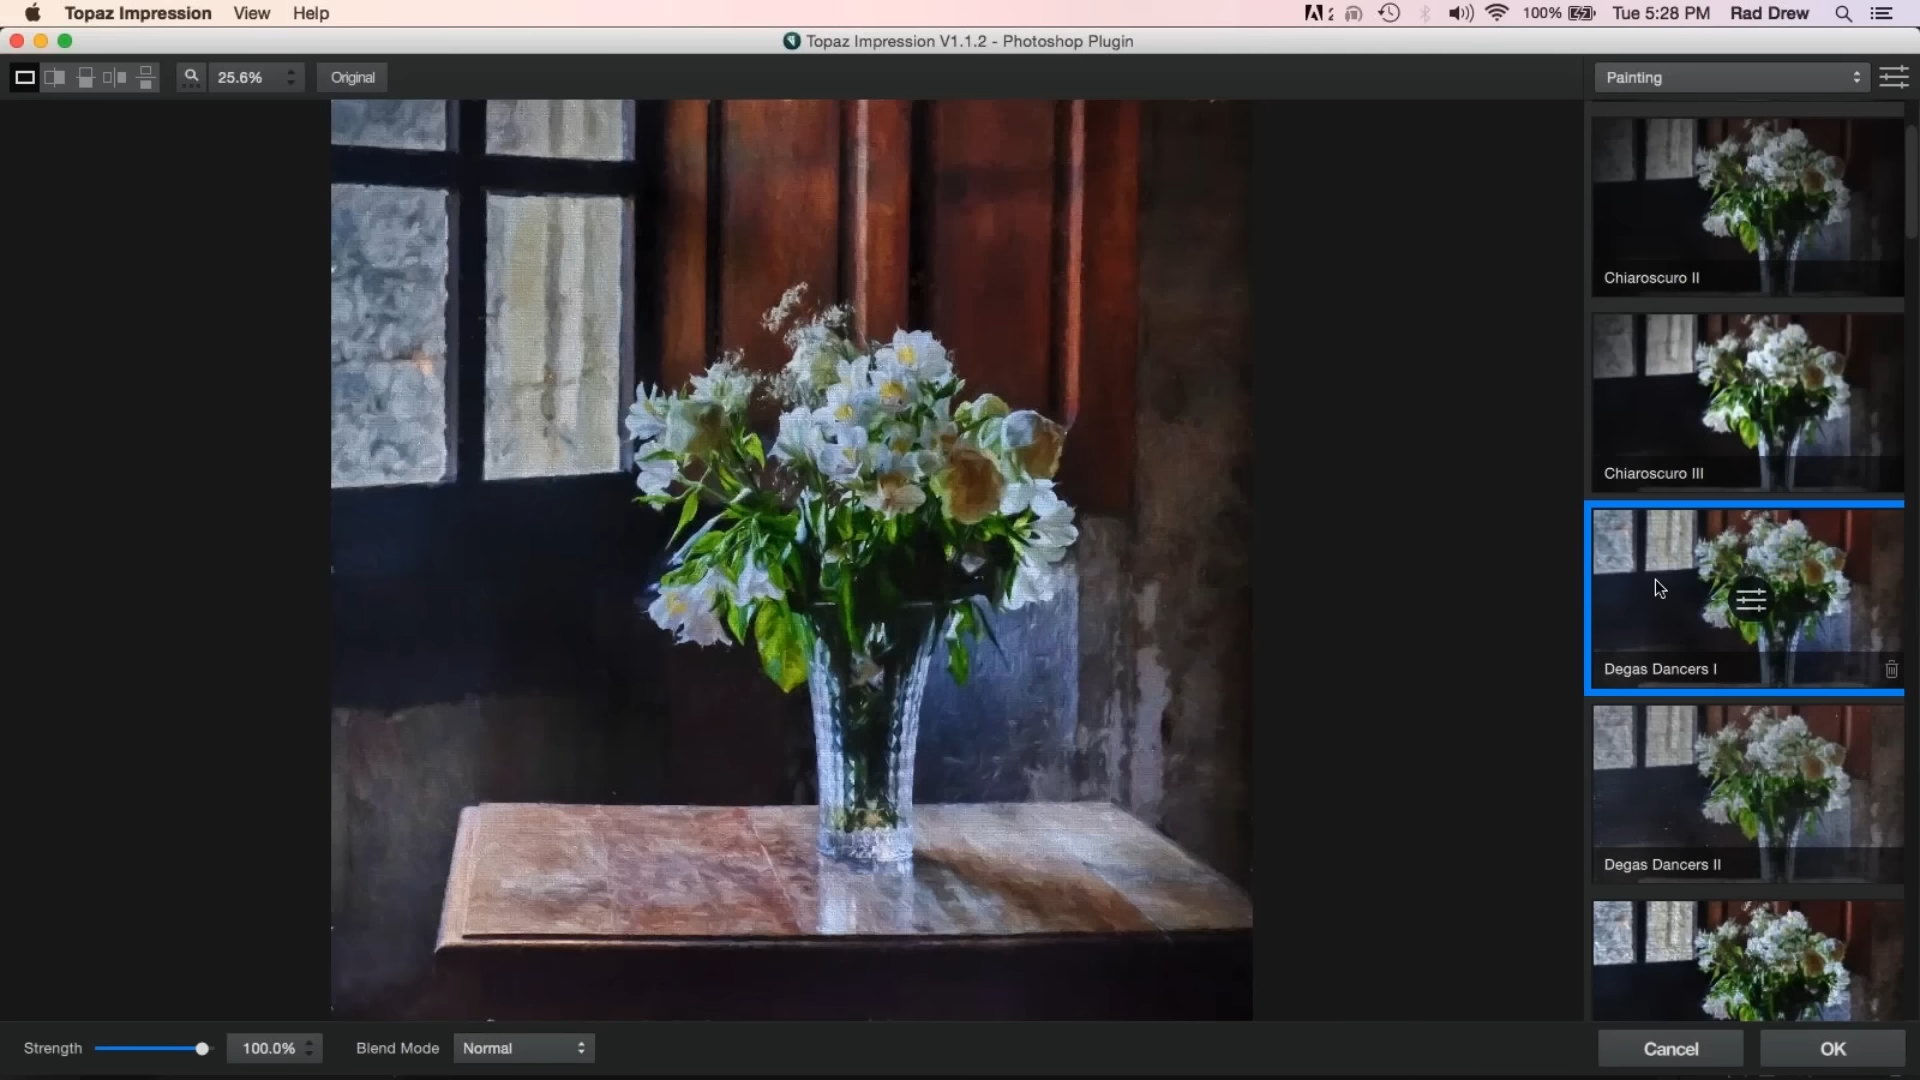 Topaz Impression View Help 100% Tue 5:28 PM Rad Drew
Topaz Impression V1.1.2 - Photoshop Plugin
25.6% Original Painting
Chiaroscuro II
Chiaroscuro III
Degas Dancers I
Degas Dancers II
Strength 100.0% Blend Mode Normal Cancel OK